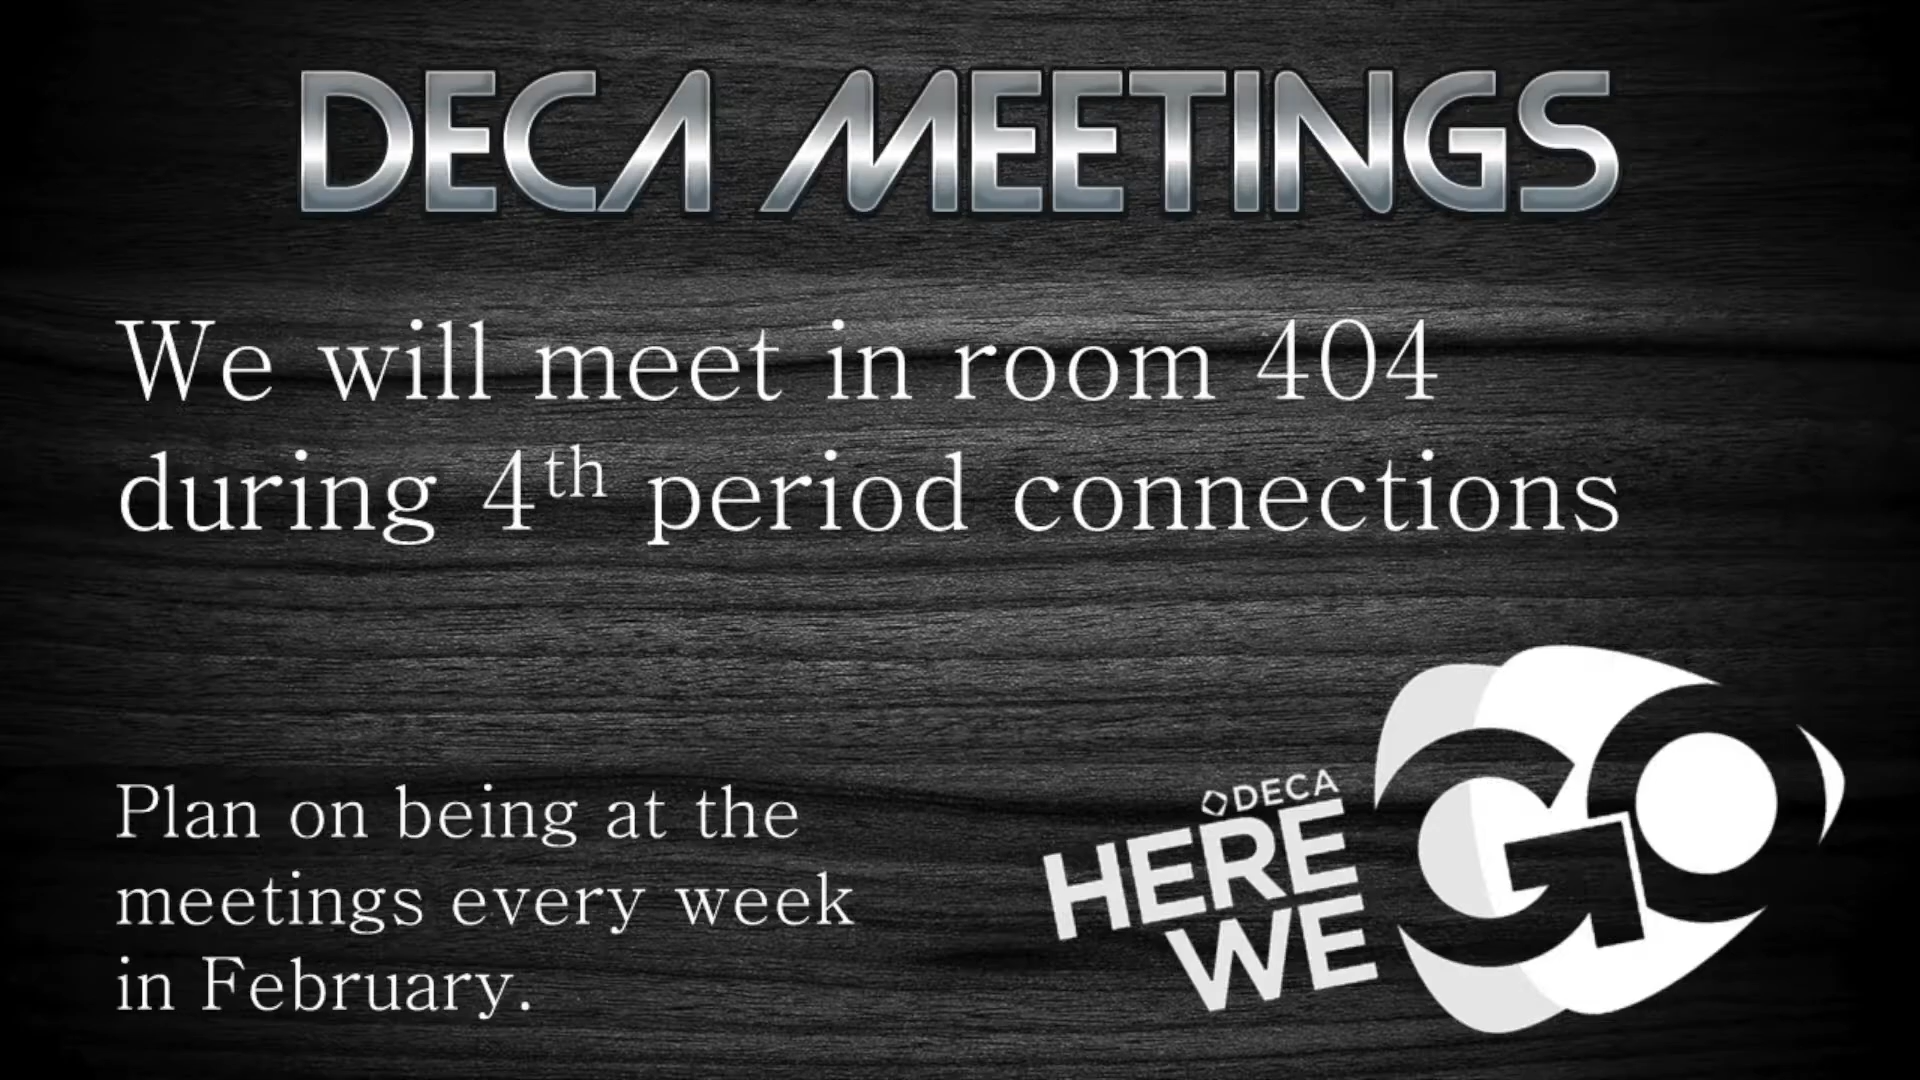 DECA MEETINGS
We will meet in room 404
during 4th period connections
Plan on being at the
meetings every week
in February.
DECA
HERE
WE
GO